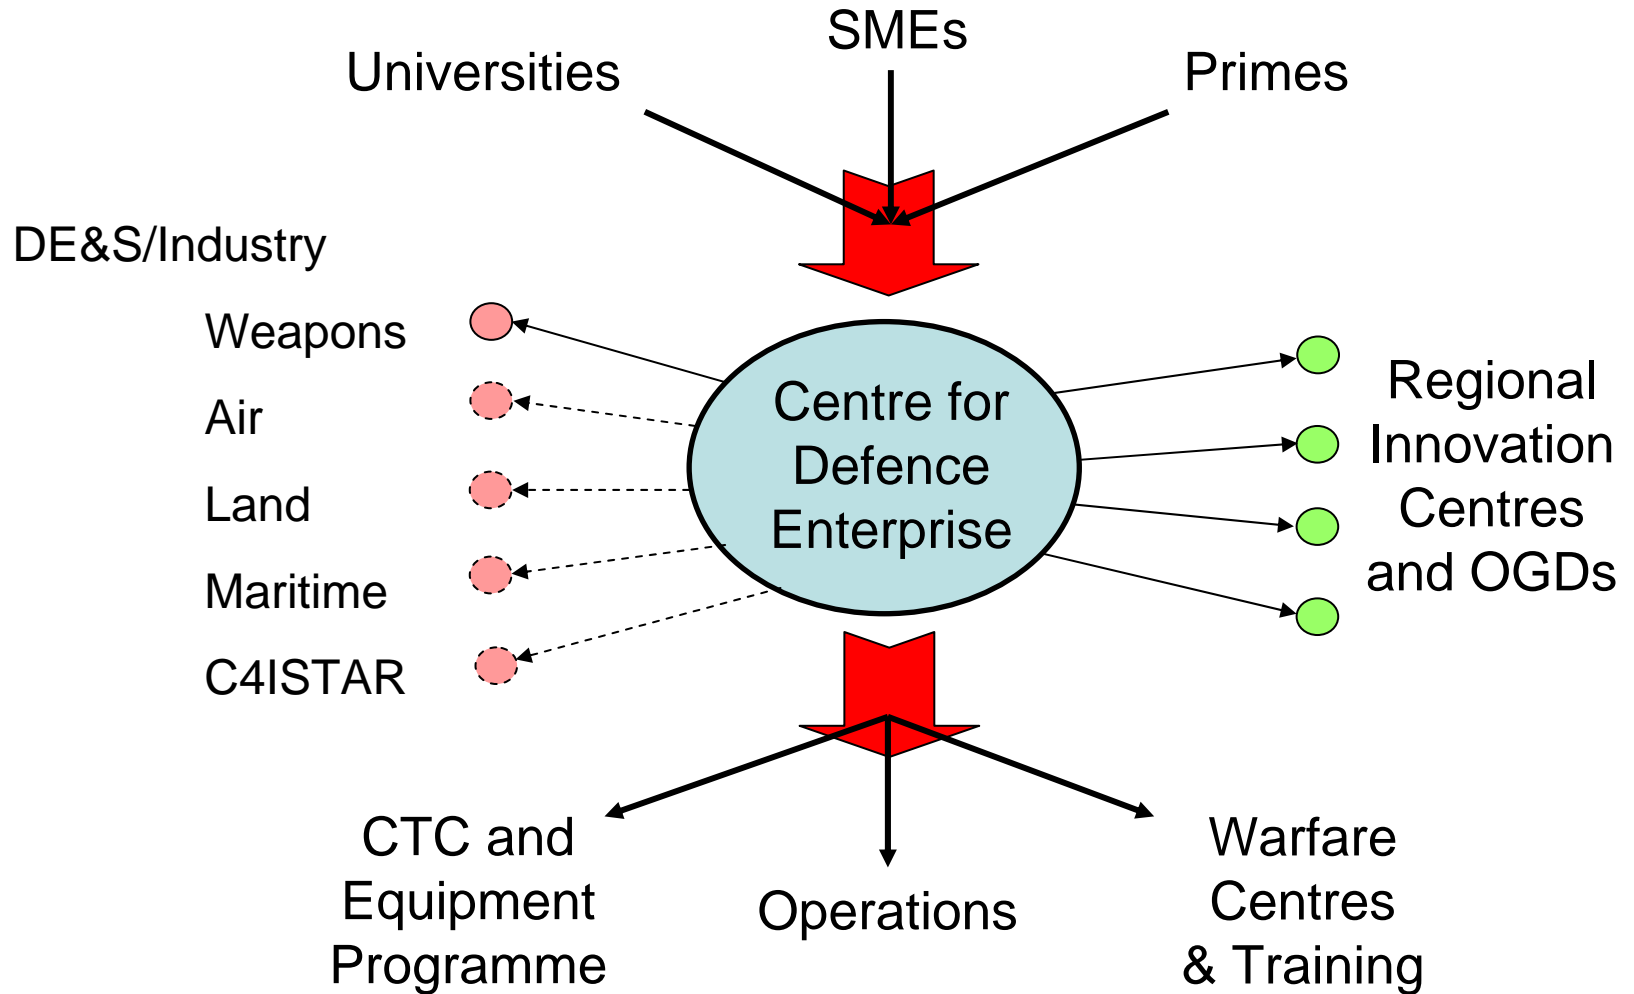 SMEs
Universities
Primes
DE&S/Industry
Weapons
Air
Land
Maritime
C4ISTAR
Centre for
Defence
Enterprise
Regional
Innovation
Centres
and OGDs
CTC and
Equipment
Programme
Operations
Warfare
Centres
& Training